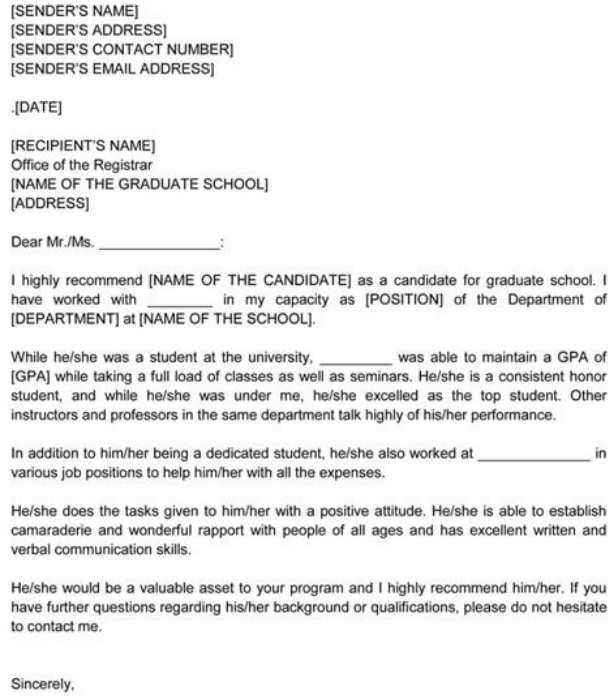 [SENDER'S NAME]
[SENDER'S ADDRESS]
[SENDER'S CONTACT NUMBER]
[SENDER'S EMAIL ADDRESS]
.[DATE]
[RECIPIENT'S NAME]
Office of the Registrar
[NAME OF THE GRADUATE SCHOOL]
[ADDRESS]
Dear Mr./Ms. ________________:
I highly recommend [NAME OF THE CANDIDATE] as a candidate for graduate school. I
have worked with ________ in my capacity as [POSITION] of the Department of
[DEPARTMENT] at [NAME OF THE SCHOOL].
While he/she was a student at the university, _________ was able to maintain a GPA of
[GPA] while taking a full load of classes as well as seminars. He/she is a consistent honor
student, and while he/she was under me, he/she excelled as the top student. Other
instructors and professors in the same department talk highly of his/her performance.
In addition to him/her being a dedicated student, he/she also worked at ______________ in
various job positions to help him/her with all the expenses.
He/she does the tasks given to him/her with a positive attitude. He/she is able to establish
camaraderie and wonderful rapport with people of all ages and has excellent written and
verbal communication skills.
He/she would be a valuable asset to your program and I highly recommend him/her. If you
have further questions regarding his/her background or qualifications, please do not hesitate
to contact me.
Sincerely,